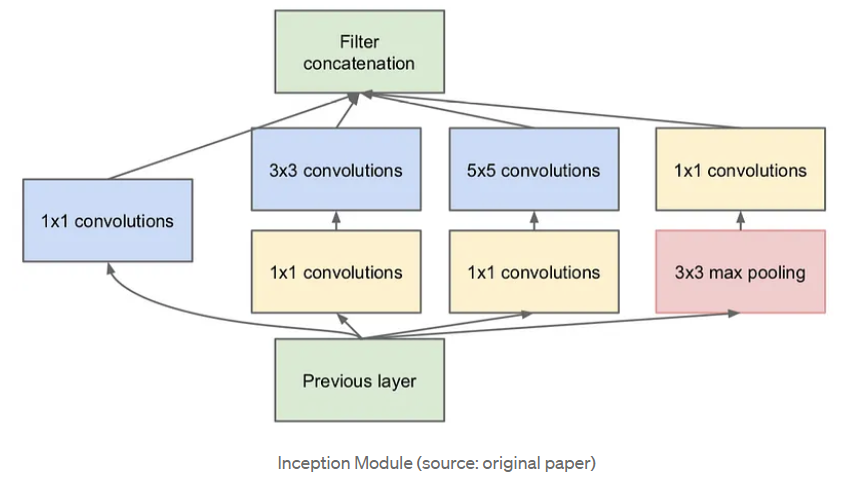 Filter
concatenation
3x3 convolutions
5x5 convolutions
1x1 convolutions
1x1 convolutions
1x1 convolutions
1x1 convolutions
3x3 max pooling
Previous layer
Inception Module (source: original paper)